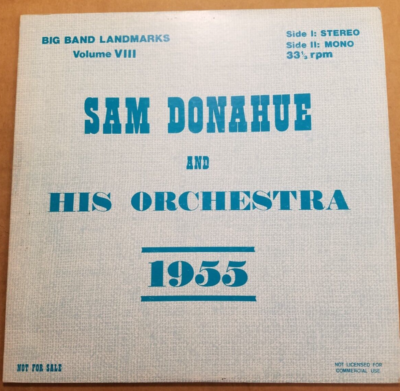 BIG BAND LANDMARKS
Volume VIII
Side I: STEREO
Side II: MONO
33⅓ rpm
SAM DONAHUE
AND
HIS ORCHESTRA
1955
NOT FOR SALE
NOT LICENSED FOR
COMMERCIAL USE